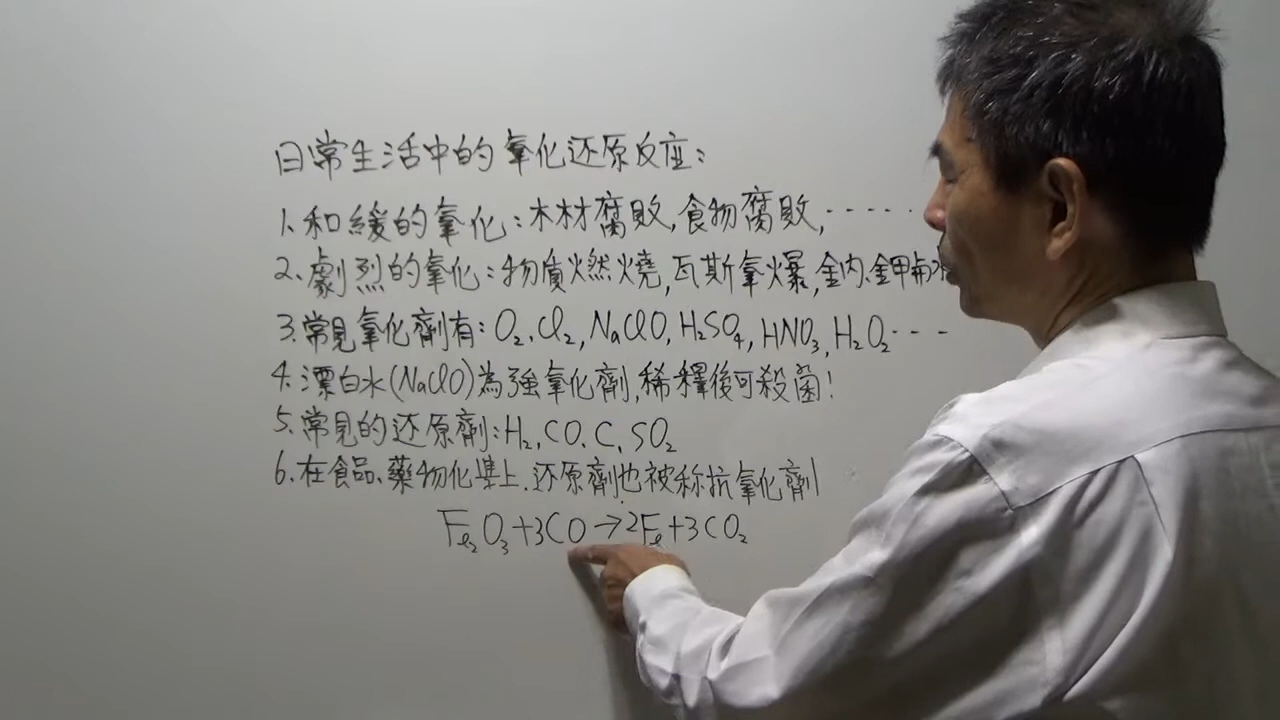 日常生活中的氧化还原反应:
1.和緩的氧化:木材腐敗,食物腐敗,‥‥‥
2.劇烈的氧化:物質燃燒,瓦斯氣爆,鈉、鉀
3.常見氧化劑有:O₂,Cl₂,NaClO,H₂SO₄,HNO₃,H₂O₂‥‥
4.漂白水(NaClO)為強氧化劑,稀釋後可殺菌!
5.常見的还原劑:H₂,CO,C,SO₂
6.在食品、藥物化學上.还原劑也被称抗氧化劑
Fe₂O₃+3CO→2Fe+3CO₂